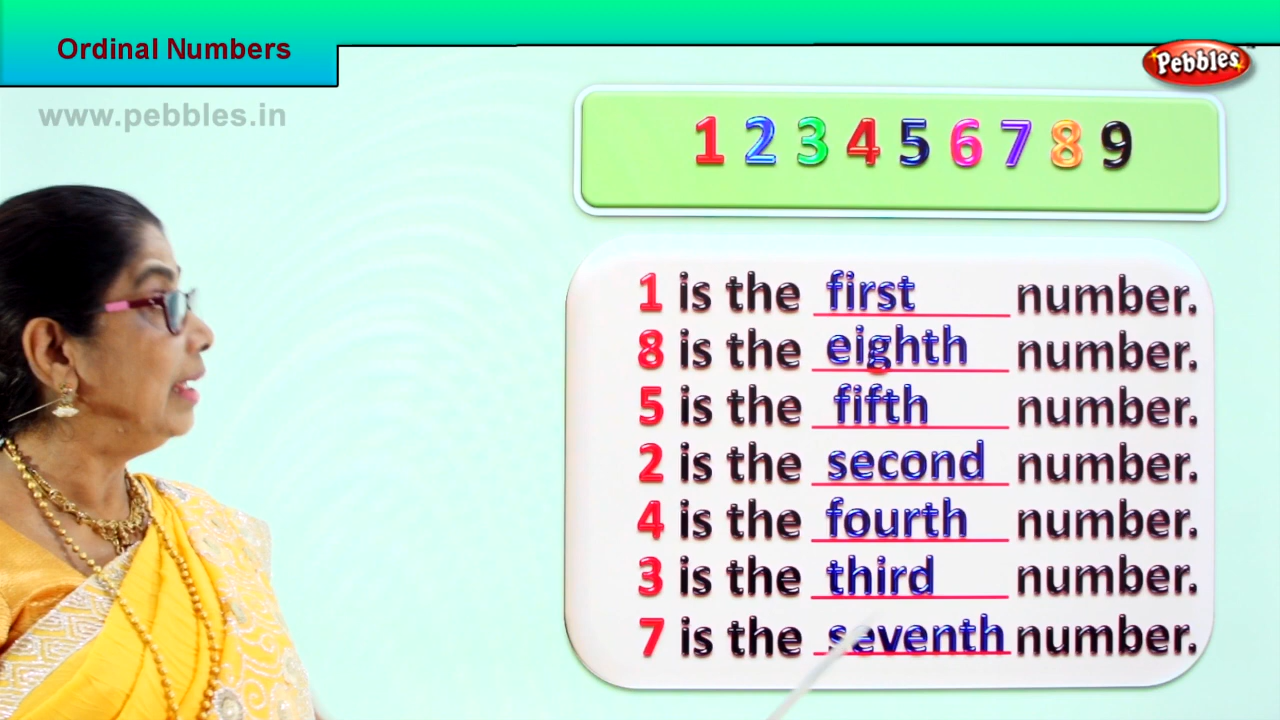 Ordinal Numbers
Pebbles
www.pebbles.in
1 2 3 4 5 6 7 8 9
1 is the first number.
8 is the eighth number.
5 is the fifth number.
2 is the second number.
4 is the fourth number.
3 is the third number.
7 is the seventh number.